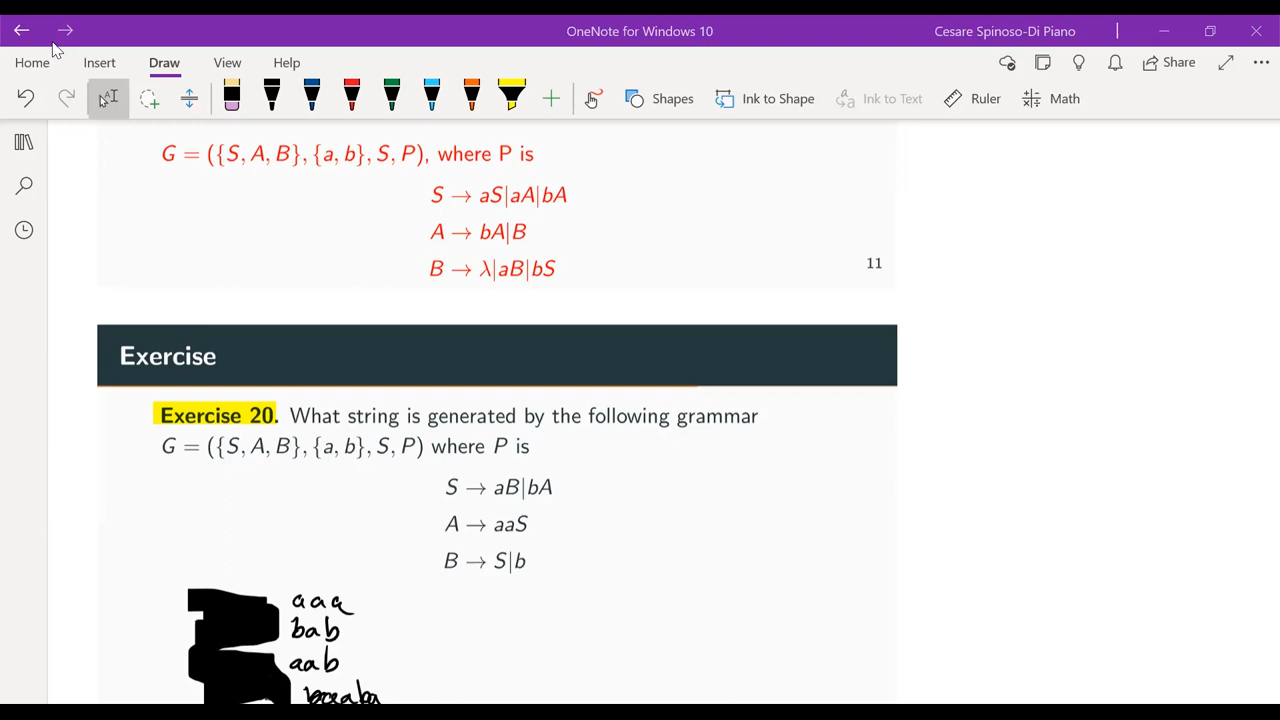 OneNote for Windows 10
Cesare Spinoso-Di Piano
Home Insert Draw View Help
Share
Shapes Ink to Shape Ink to Text Ruler Math
G = ({S, A, B}, {a, b}, S, P), where P is
S → aS|aA|bA
A → bA|B
B → λ|aB|bS
11
Exercise
Exercise 20. What string is generated by the following grammar
G = ({S, A, B}, {a, b}, S, P) where P is
S → aB|bA
A → aaS
B → S|b
aaa
bab
aab